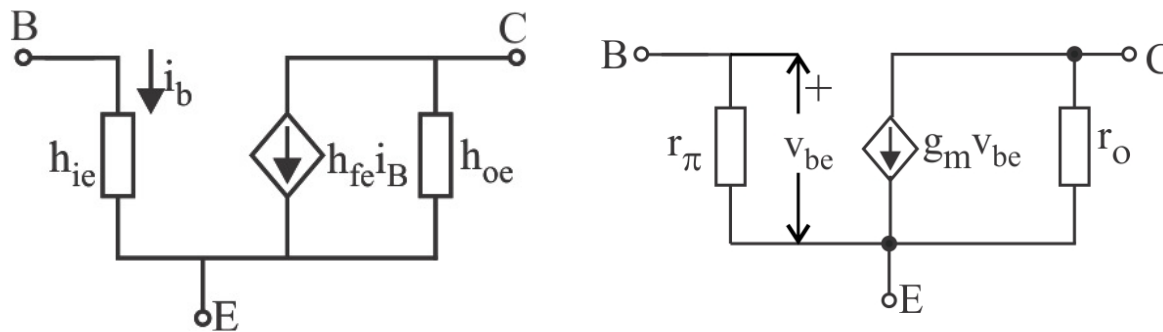 B
C
i_b
h_ie
h_fe i_B
h_oe
E
B
C
+
r_π
v_be
g_m v_be
r_o
E